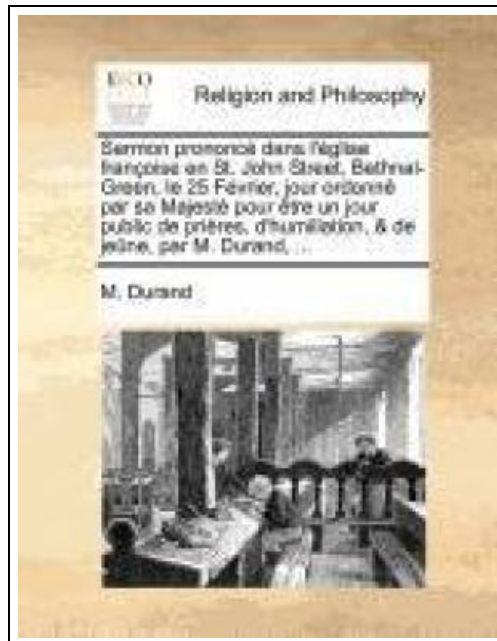 ECCO
Religion and Philosophy
Sermon prononcé dans l'église
françoise en St. John Street, Bethnal-
Green, le 25 Février, jour ordonné
par sa Majesté pour être un jour
public de prières, d'humiliation, & de
jeûne, par M. Durand, ...
M. Durand